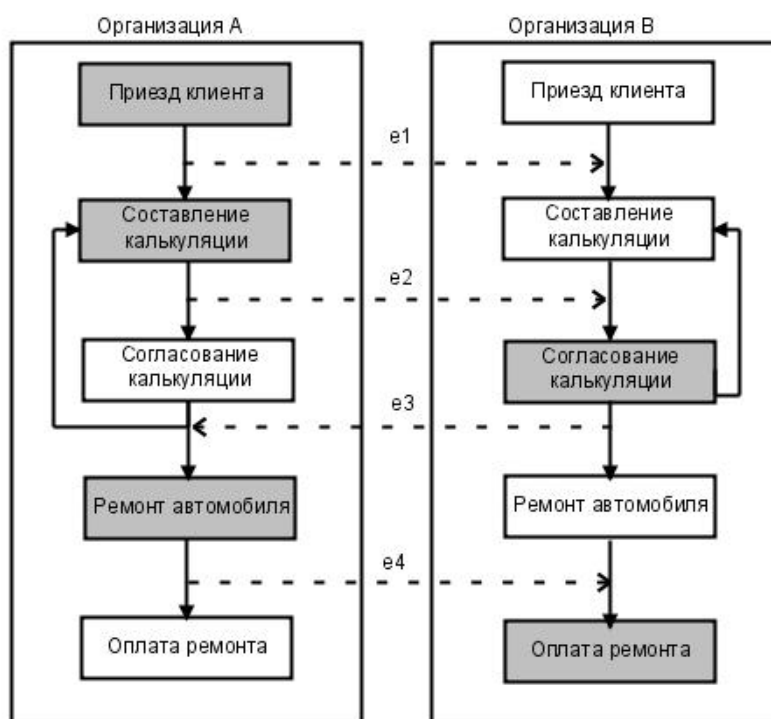 Организация А
Организация В
Приезд клиента
Приезд клиента
e1
Составление
калькуляции
Составление
калькуляции
e2
Согласование
калькуляции
Согласование
калькуляции
e3
Ремонт автомобиля
Ремонт автомобиля
e4
Оплата ремонта
Оплата ремонта